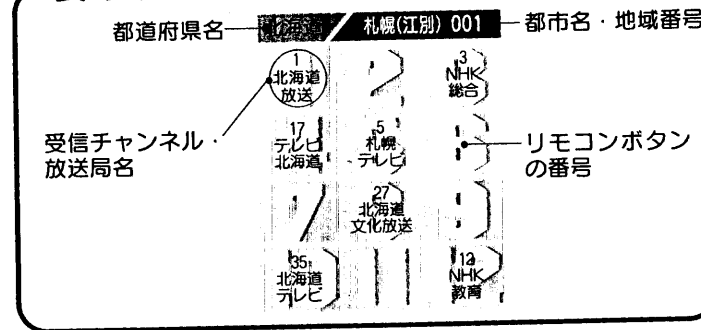 都道府県名
札幌(江別) 001
都市名・地域番号
1
北海道
放送
3
NHK
総合
受信チャンネル・
放送局名
17
テレビ
北海道
5
札幌
テレビ
リモコンボタン
の番号
27
北海道
文化放送
35
北海道
テレビ
12
NHK
教育